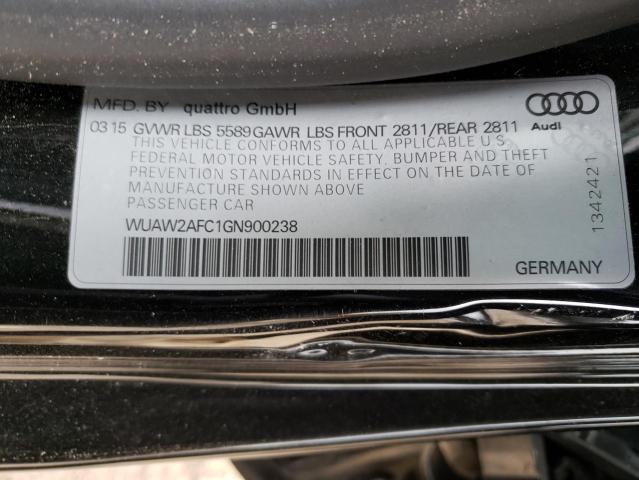 MFD. BY quattro GmbH
03 15 GVWR LBS 5589 GAWR LBS FRONT 2811/REAR 2811
Audi
THIS VEHICLE CONFORMS TO ALL APPLICABLE U.S.
FEDERAL MOTOR VEHICLE SAFETY, BUMPER AND THEFT
PREVENTION STANDARDS IN EFFECT ON THE DATE OF
MANUFACTURE SHOWN ABOVE
PASSENGER CAR
WUAW2AFC1GN900238
1342421
GERMANY